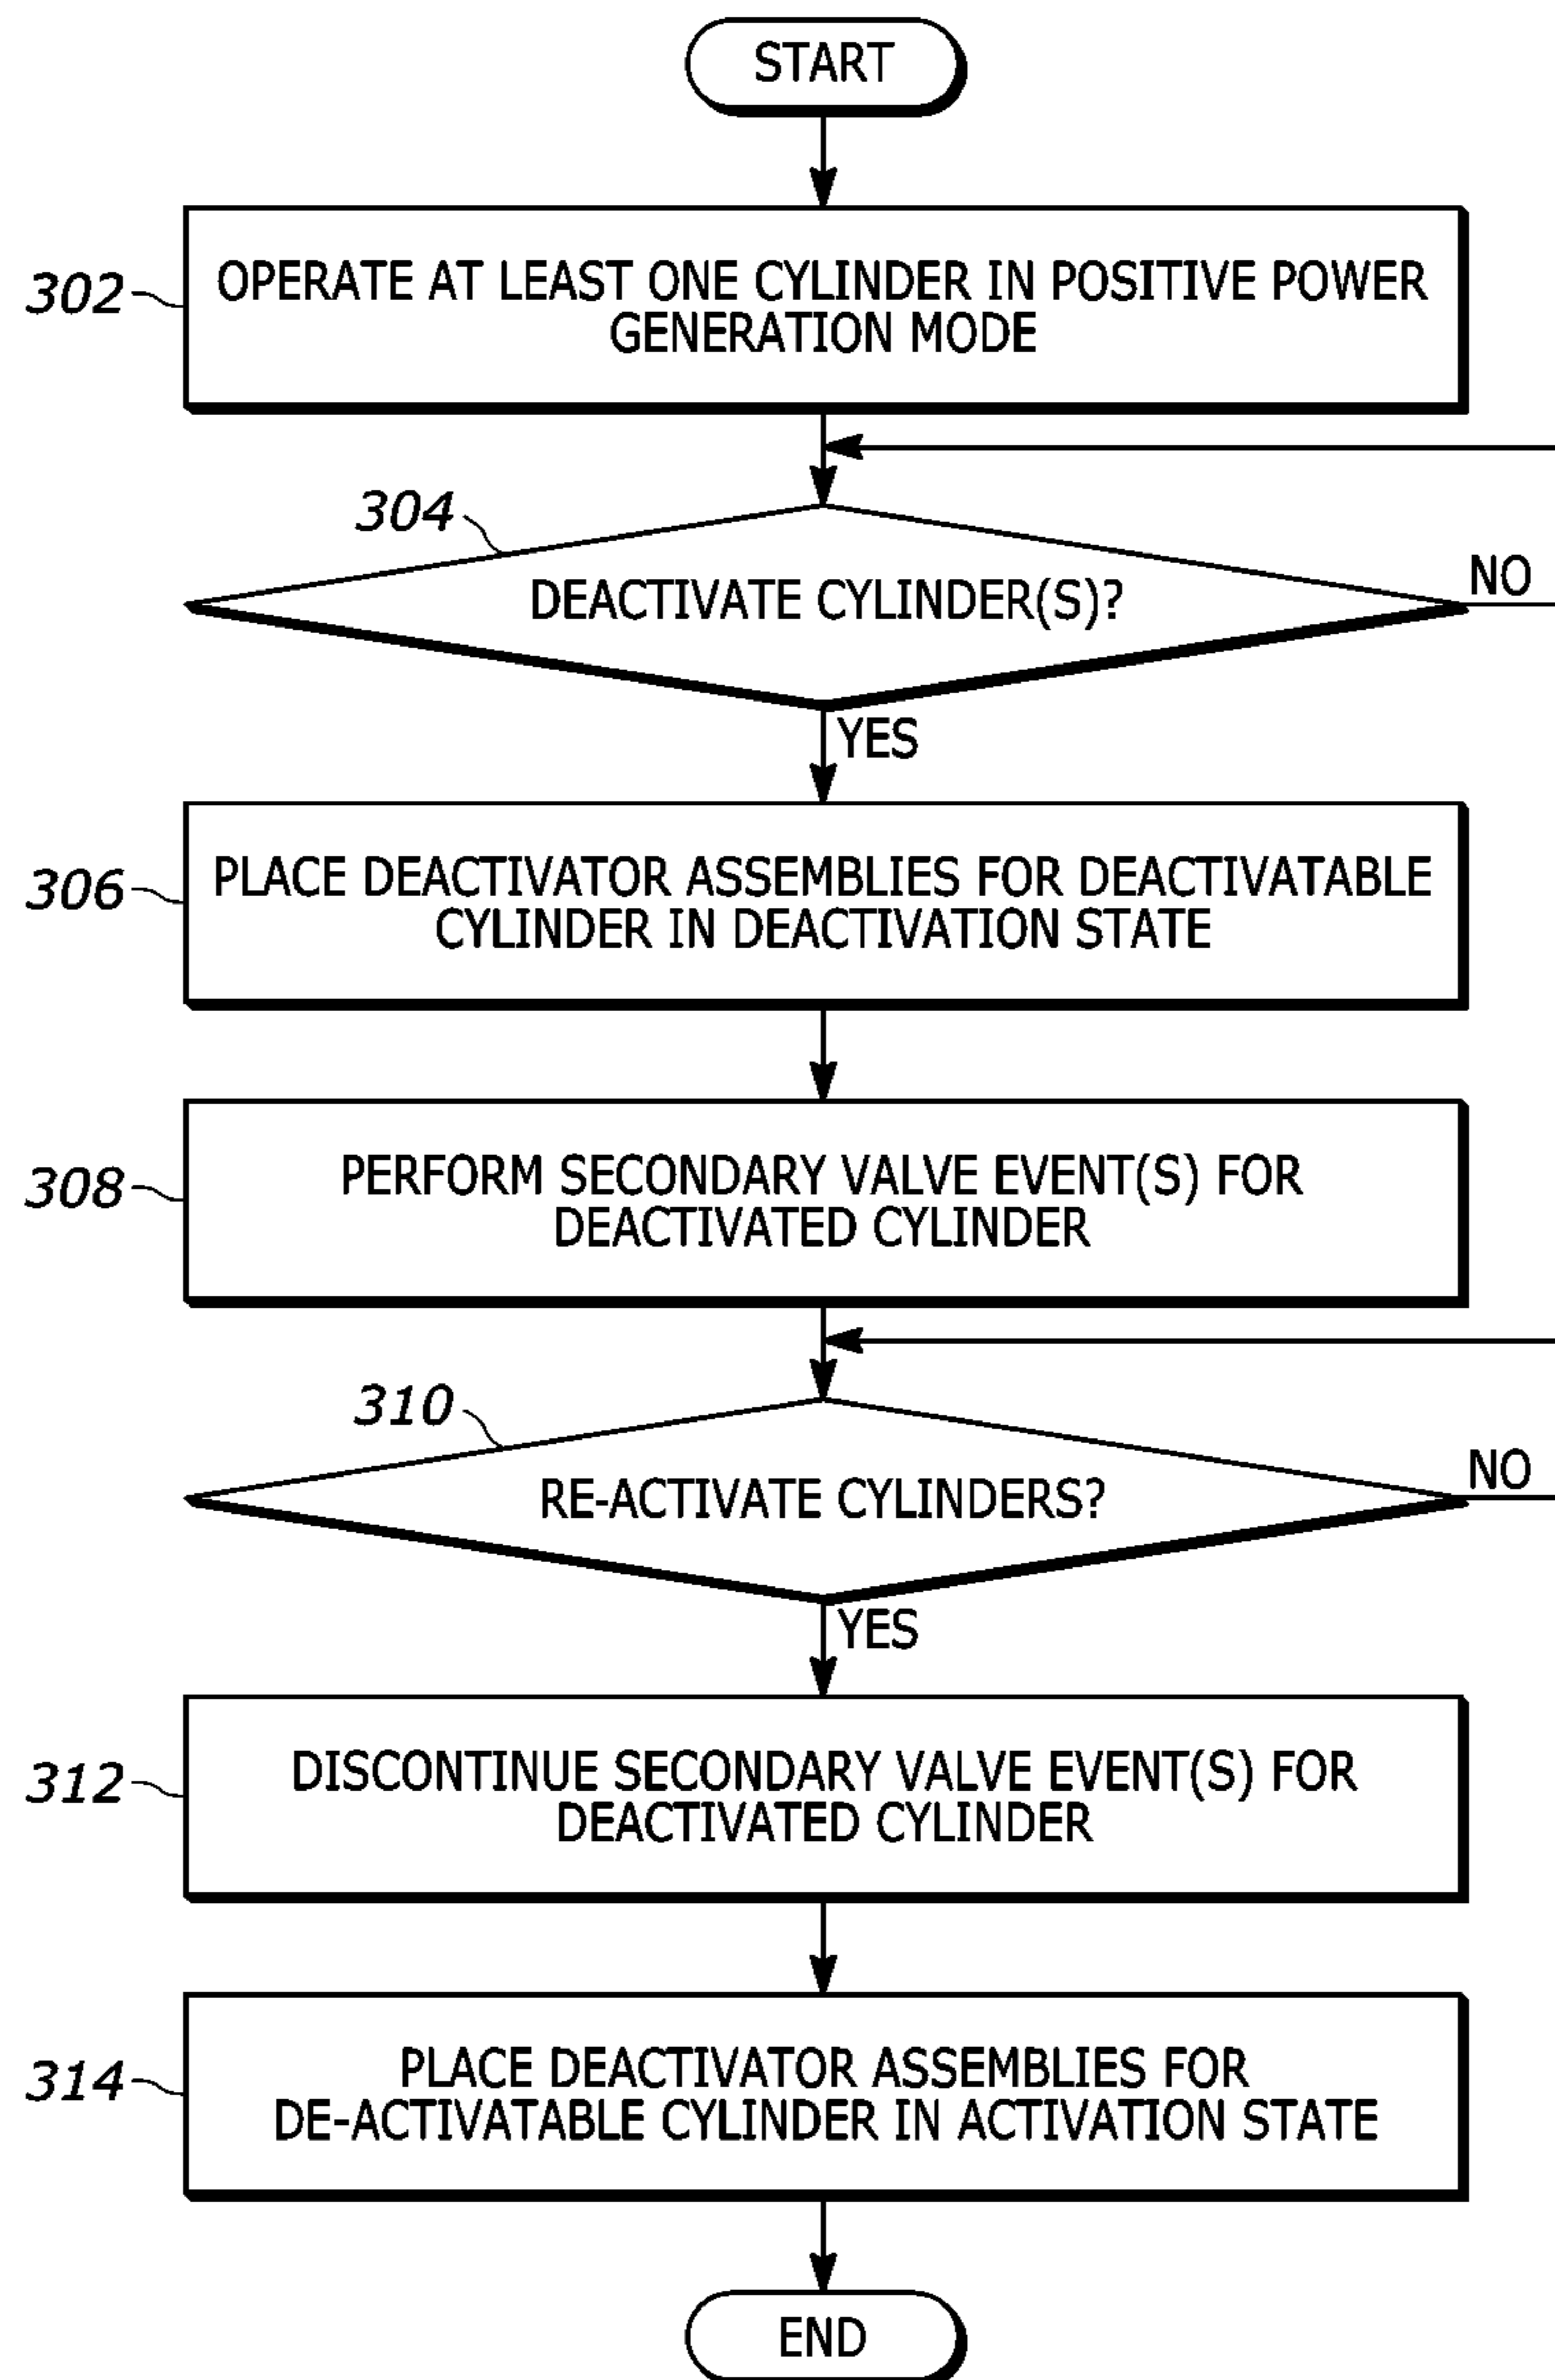 START
302
OPERATE AT LEAST ONE CYLINDER IN POSITIVE POWER
GENERATION MODE
304
DEACTIVATE CYLINDER(S)?
NO
YES
306
PLACE DEACTIVATOR ASSEMBLIES FOR DEACTIVATABLE
CYLINDER IN DEACTIVATION STATE
308
PERFORM SECONDARY VALVE EVENT(S) FOR
DEACTIVATED CYLINDER
310
RE-ACTIVATE CYLINDERS?
NO
YES
312
DISCONTINUE SECONDARY VALVE EVENT(S) FOR
DEACTIVATED CYLINDER
314
PLACE DEACTIVATOR ASSEMBLIES FOR
DE-ACTIVATABLE CYLINDER IN ACTIVATION STATE
END